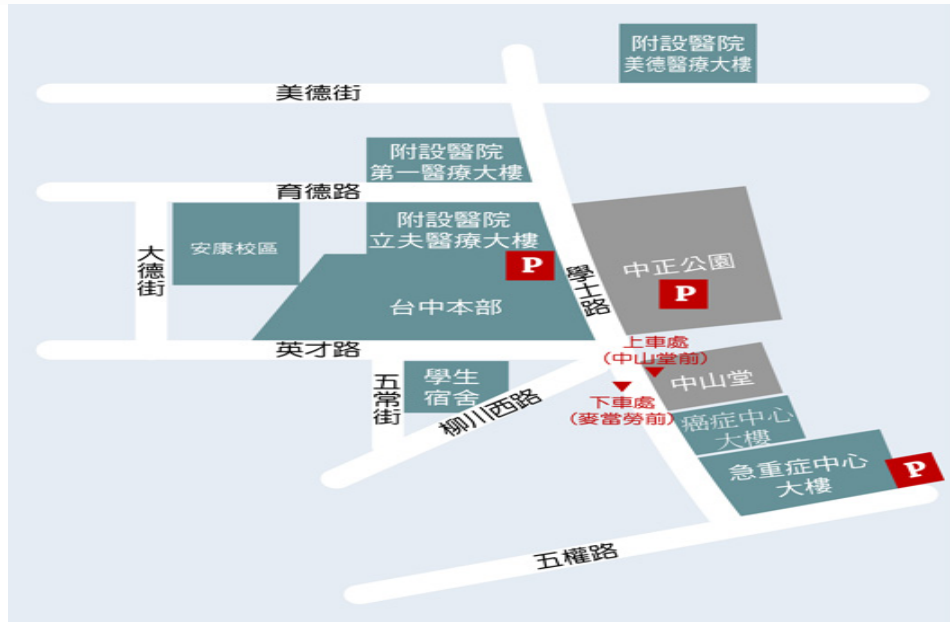 附設醫院
美德醫療大樓
美德街
附設醫院
第一醫療大樓
育德路
大德街
安康校區
附設醫院
立夫醫療大樓
P
學士路
中正公園
P
台中本部
英才路
上車處
(中山堂前)
五常街
學生
宿舍
柳川西路
下車處
(麥當勞前)
中山堂
癌症中心
大樓
急重症中心
大樓
P
五權路